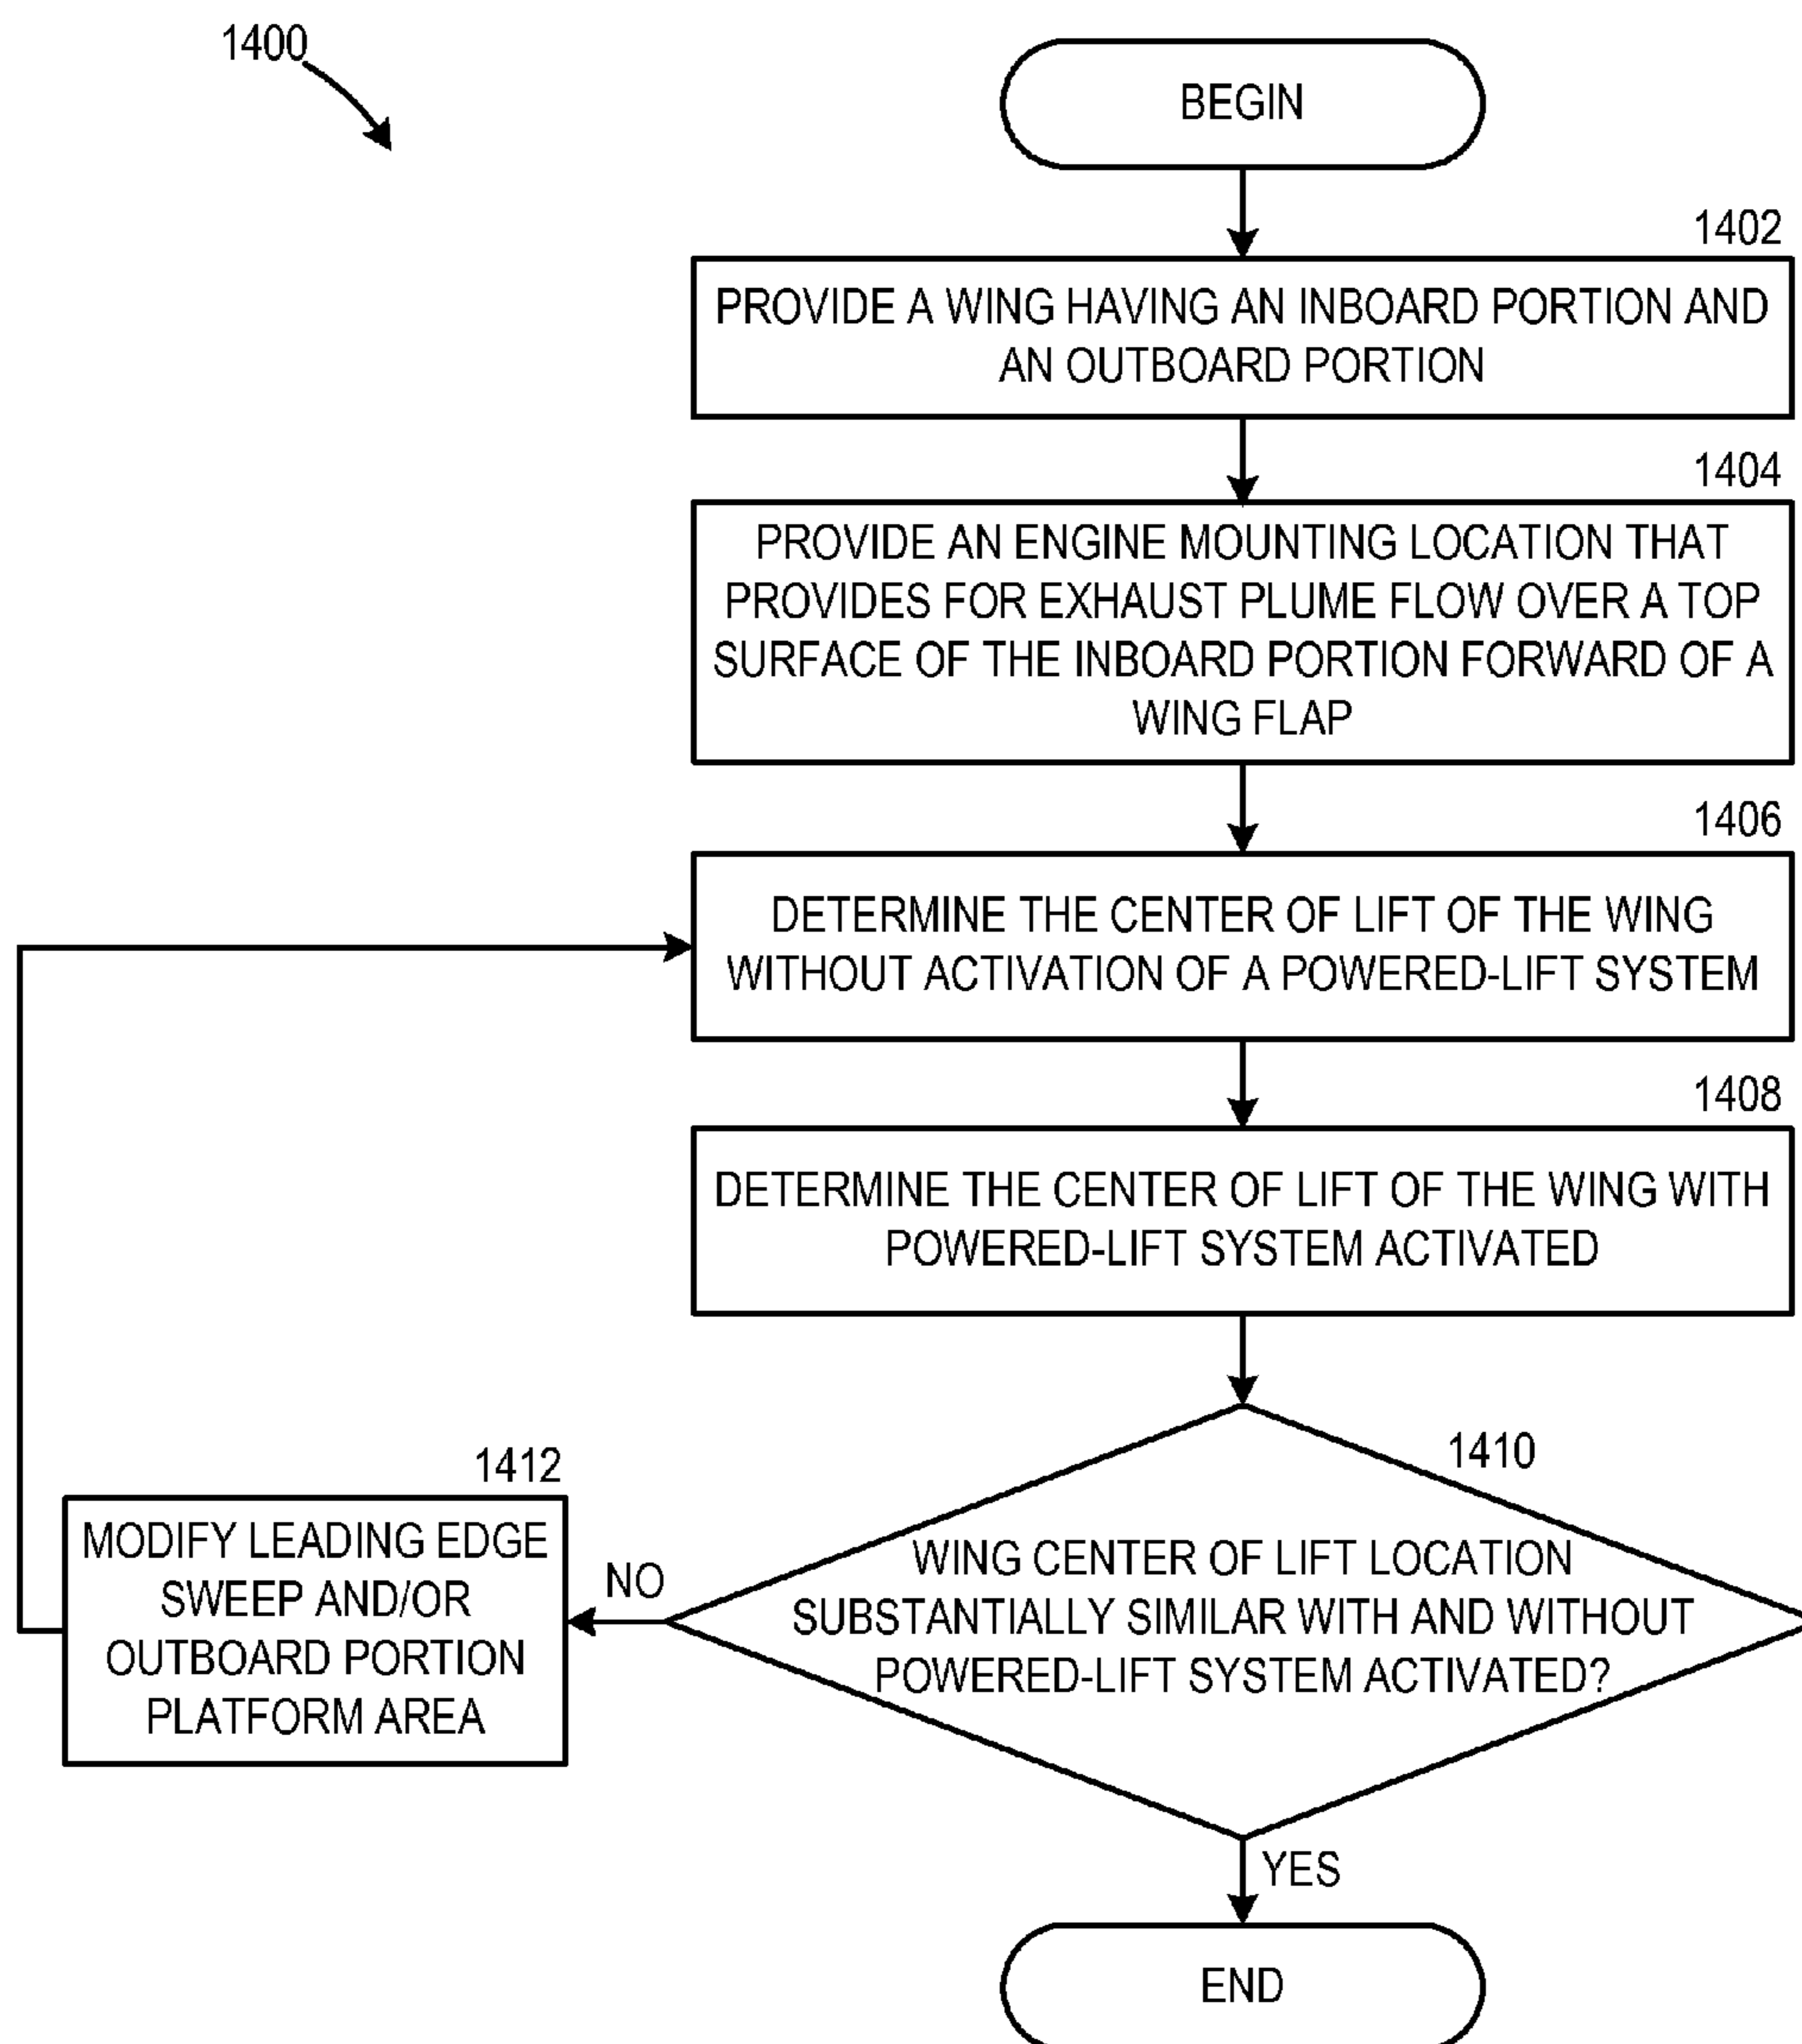 1400
BEGIN
1402
PROVIDE A WING HAVING AN INBOARD PORTION AND
AN OUTBOARD PORTION
1404
PROVIDE AN ENGINE MOUNTING LOCATION THAT
PROVIDES FOR EXHAUST PLUME FLOW OVER A TOP
SURFACE OF THE INBOARD PORTION FORWARD OF A
WING FLAP
1406
DETERMINE THE CENTER OF LIFT OF THE WING
WITHOUT ACTIVATION OF A POWERED-LIFT SYSTEM
1408
DETERMINE THE CENTER OF LIFT OF THE WING WITH
POWERED-LIFT SYSTEM ACTIVATED
1410
WING CENTER OF LIFT LOCATION
SUBSTANTIALLY SIMILAR WITH AND WITHOUT
POWERED-LIFT SYSTEM ACTIVATED?
NO
1412
MODIFY LEADING EDGE
SWEEP AND/OR
OUTBOARD PORTION
PLATFORM AREA
YES
END